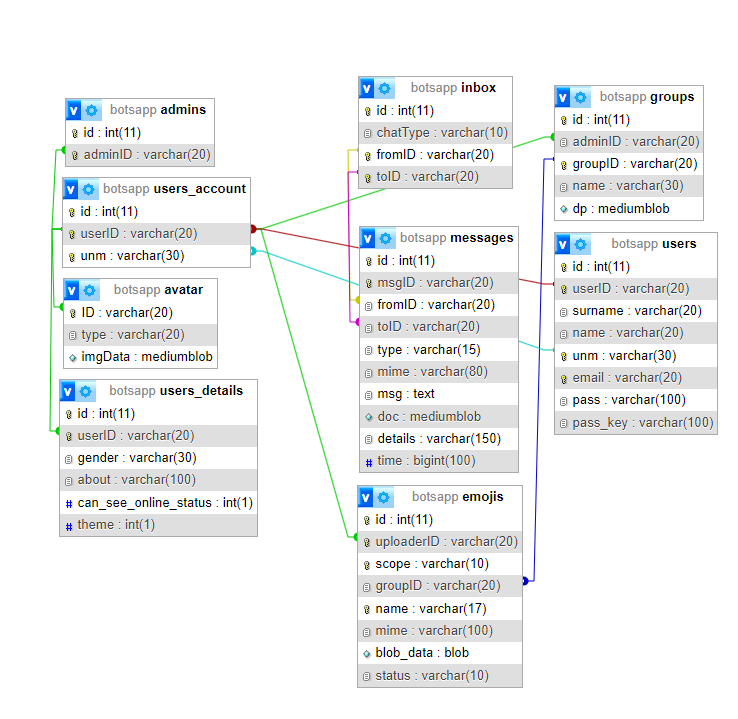 botsapp admins
id : int(11)
adminID : varchar(20)
botsapp users_account
id : int(11)
userID : varchar(20)
unm : varchar(30)
botsapp avatar
ID : varchar(20)
type : varchar(20)
imgData : mediumblob
botsapp users_details
id : int(11)
userID : varchar(20)
gender : varchar(30)
about : varchar(100)
# can_see_online_status : int(1)
# theme : int(1)
botsapp inbox
id : int(11)
chatType : varchar(10)
fromID : varchar(20)
toID : varchar(20)
botsapp messages
id : int(11)
msgID : varchar(20)
fromID : varchar(20)
toID : varchar(20)
type : varchar(15)
mime : varchar(80)
msg : text
doc : mediumblob
details : varchar(150)
# time : bigint(100)
botsapp emojis
id : int(11)
uploaderID : varchar(20)
scope : varchar(10)
groupID : varchar(20)
name : varchar(17)
mime : varchar(100)
blob_data : blob
status : varchar(10)
botsapp groups
id : int(11)
adminID : varchar(20)
groupID : varchar(20)
name : varchar(30)
dp : mediumblob
botsapp users
id : int(11)
userID : varchar(20)
surname : varchar(20)
name : varchar(20)
unm : varchar(30)
email : varchar(20)
pass : varchar(100)
pass_key : varchar(100)